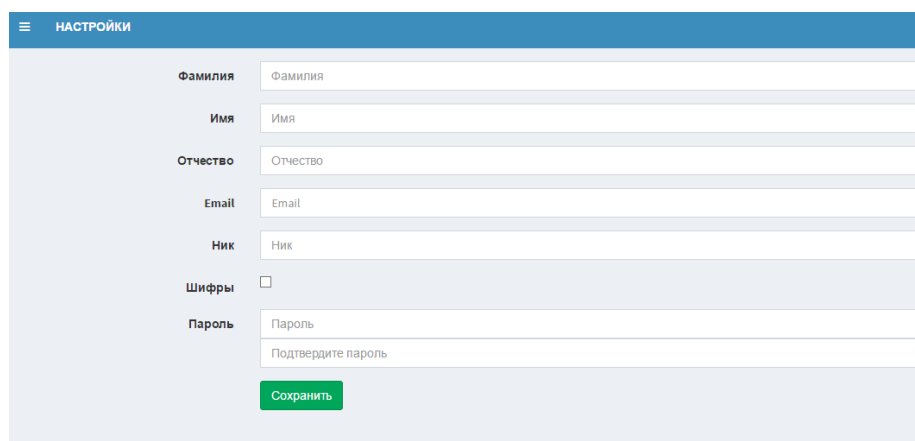 НАСТРОЙКИ
Фамилия Фамилия
Имя Имя
Отчество Отчество
Email Email
Ник Ник
Шифры
Пароль Пароль
Подтвердите пароль
Сохранить